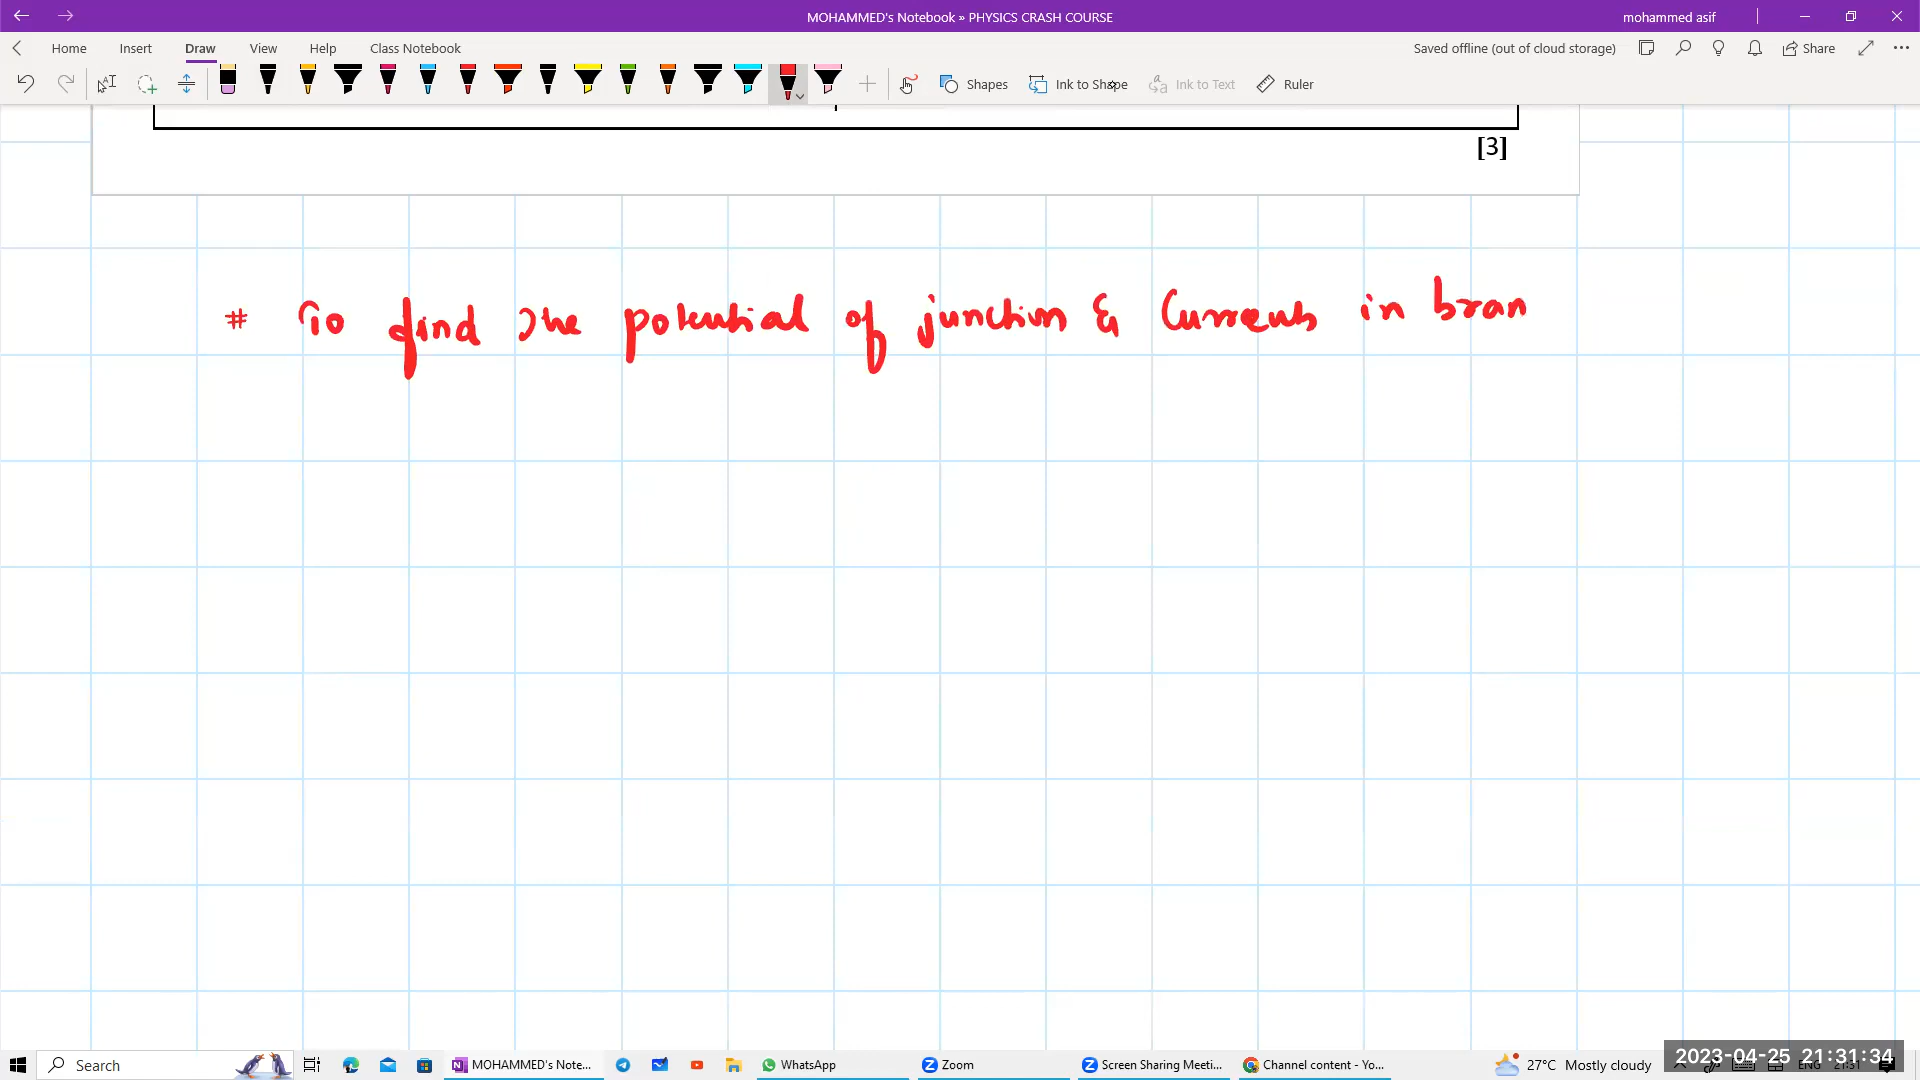 MOHAMMED's Notebook » PHYSICS CRASH COURSE
mohammed asif
Home Insert Draw View Help Class Notebook
Saved offline (out of cloud storage)
Share
Shapes
Ink to Shape
Ink to Text
Ruler
[3]
# To find the potential of junction & Currents in bran
Search
MOHAMMED's Note...
WhatsApp
Zoom
Screen Sharing Meeti...
Channel content - Yo...
27°C Mostly cloudy
ENG
21:31
2023-04-25 21:31:34